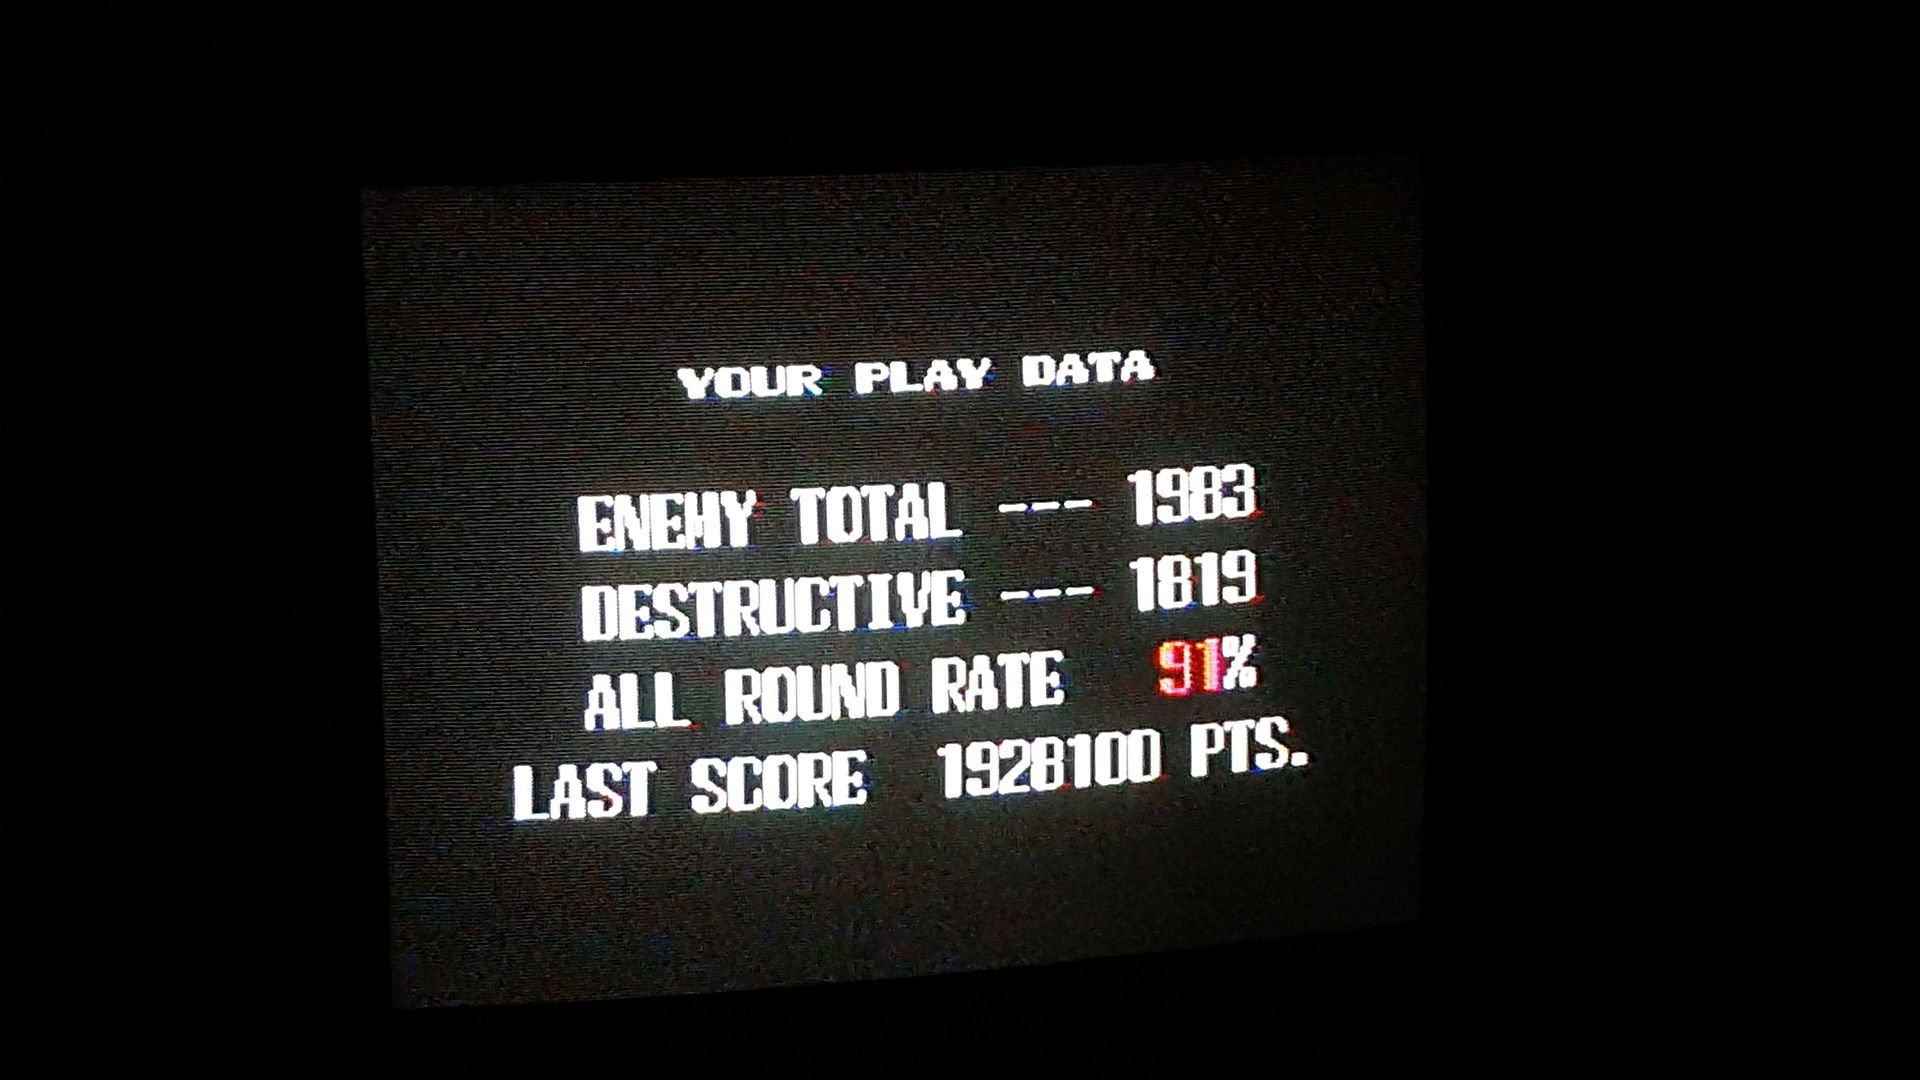 YOUR PLAY DATA
ENEMY TOTAL --- 1983
DESTRUCTIVE --- 1819
ALL ROUND RATE 91%
LAST SCORE 1928100 PTS.